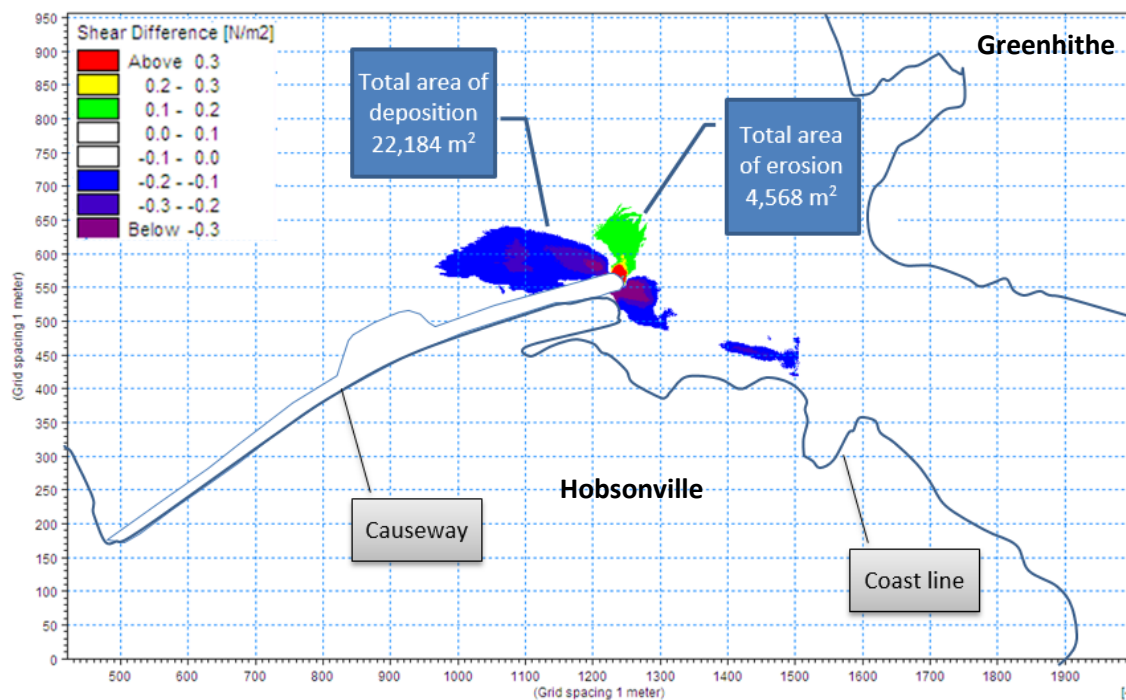 Shear Difference [N/m2]
Above 0.3
0.2 - 0.3
0.1 - 0.2
0.0 - 0.1
-0.1 - 0.0
-0.2 - -0.1
-0.3 - -0.2
Below -0.3
Greenhithe
Total area of
deposition
22,184 m²
Total area
of erosion
4,568 m²
Hobsonville
Causeway
Coast line
(Grid spacing 1 meter)
950
900
850
800
750
700
650
600
550
500
450
400
350
300
250
200
150
100
50
0
500 600 700 800 900 1000 1100 1200 1300 1400 1500 1600 1700 1800 1900
(Grid spacing 1 meter)